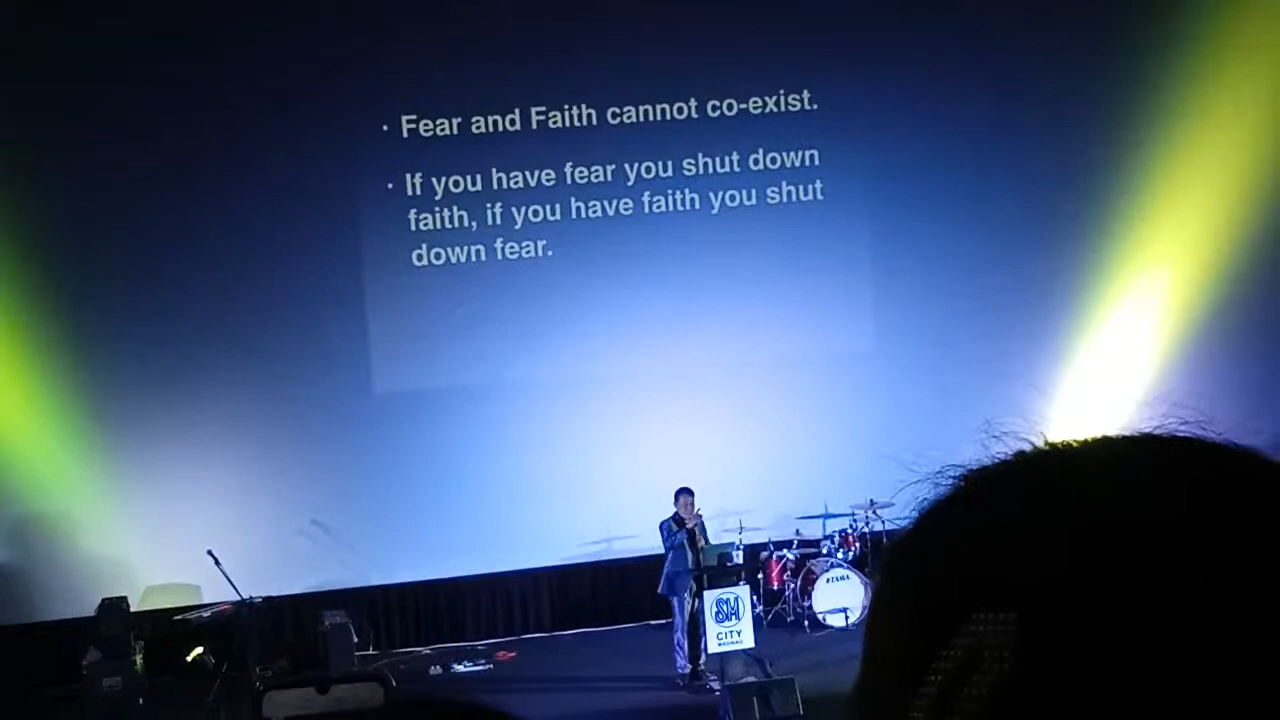 · Fear and Faith cannot co-exist.
· If you have fear you shut down
faith, if you have faith you shut
down fear.
SM
CITY
MASINAG
TAMA